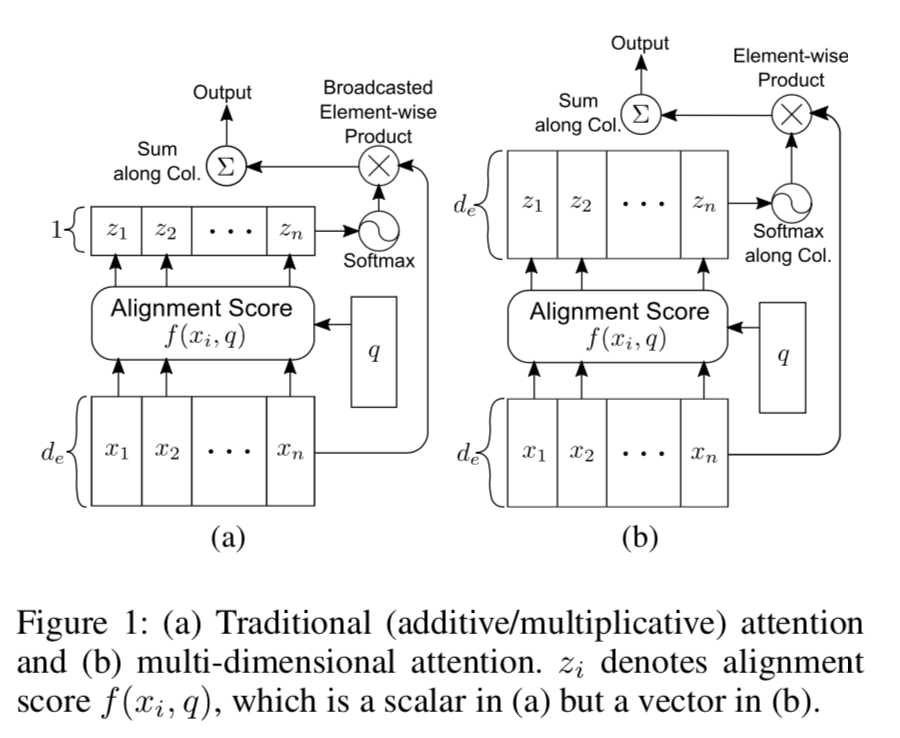 Output
Broadcasted
Element-wise
Product
Sum
along Col.
Σ
1
z₁ z₂ · · · zₙ
Softmax
Alignment Score
f(xᵢ, q)
q
dₑ
x₁ x₂ · · · xₙ
(a)
Output
Element-wise
Product
Sum
along Col.
Σ
dₑ
z₁ z₂ · · · zₙ
Softmax
along Col.
Alignment Score
f(xᵢ, q)
q
dₑ
x₁ x₂ · · · xₙ
(b)
Figure 1: (a) Traditional (additive/multiplicative) attention
and (b) multi-dimensional attention. zᵢ denotes alignment
score f(xᵢ, q), which is a scalar in (a) but a vector in (b).